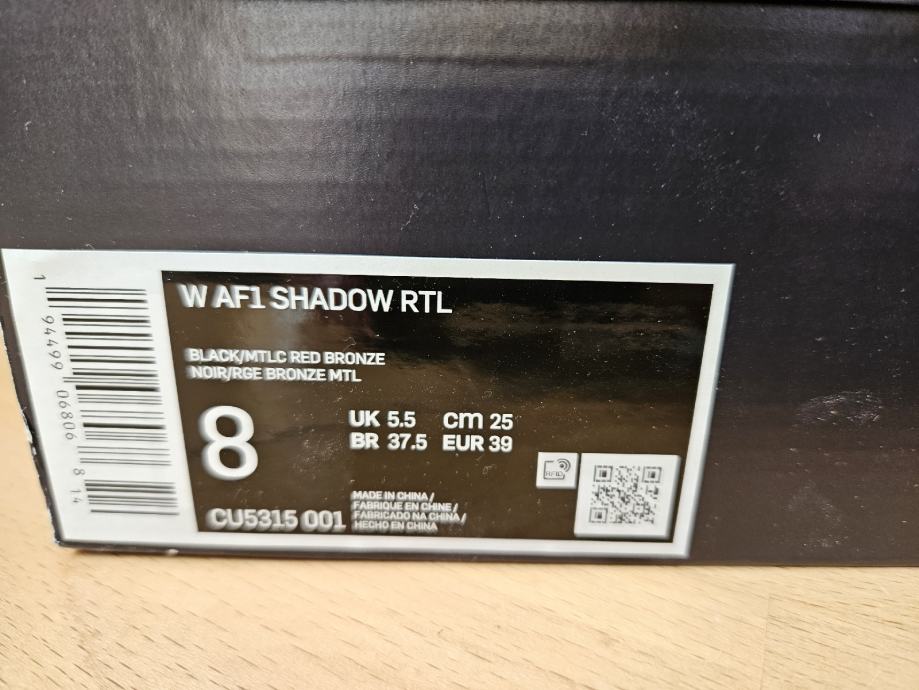 W AF1 SHADOW RTL
BLACK/MTLC RED BRONZE
NOIR/RGE BRONZE MTL
8
UK 5.5 cm 25
BR 37.5 EUR 39
RFID
CU5315 001
MADE IN CHINA /
FABRIQUE EN CHINE /
FABRICADO NA CHINA /
HECHO EN CHINA
1 94499 06806 8 14